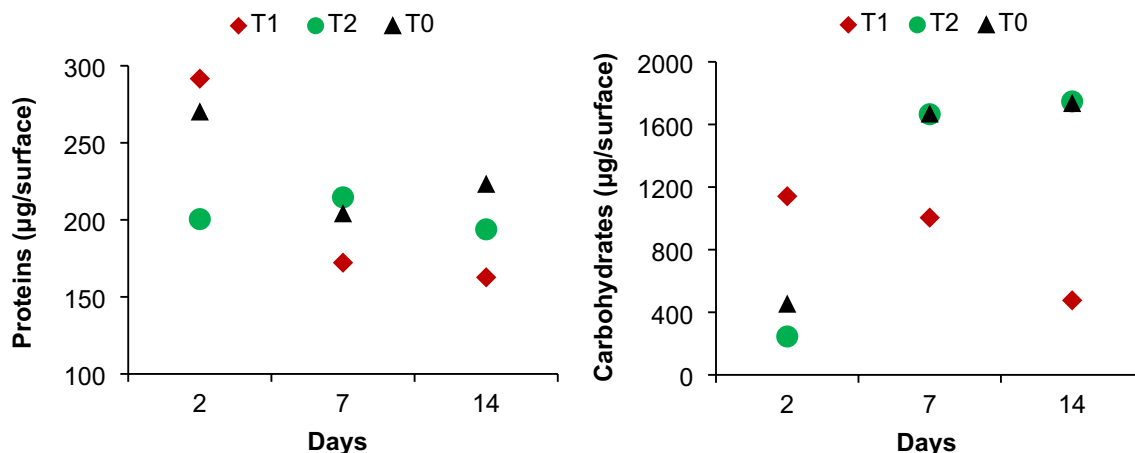 T1 T2 T0
Proteins (µg/surface)
300
250
200
150
100
2 7 14
Days
T1 T2 T0
Carbohydrates (µg/surface)
2000
1600
1200
800
400
0
2 7 14
Days